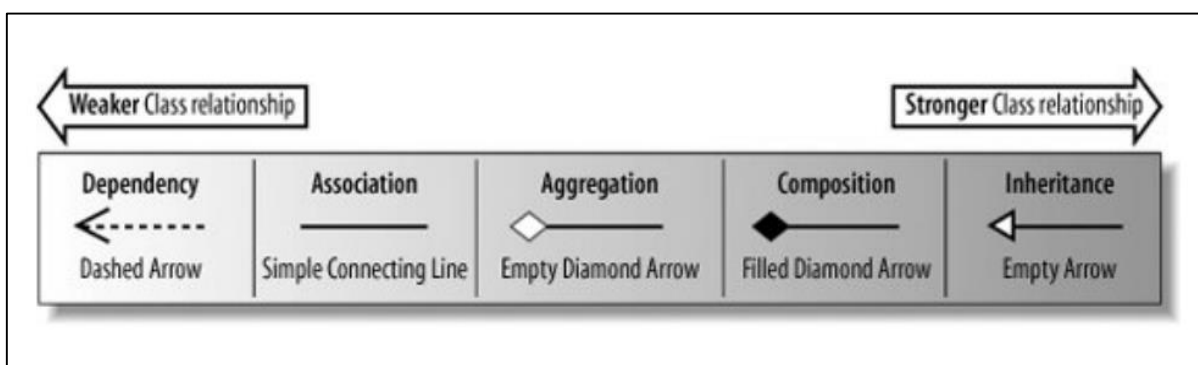 Weaker Class relationship
Stronger Class relationship
Dependency
Association
Aggregation
Composition
Inheritance
Dashed Arrow
Simple Connecting Line
Empty Diamond Arrow
Filled Diamond Arrow
Empty Arrow